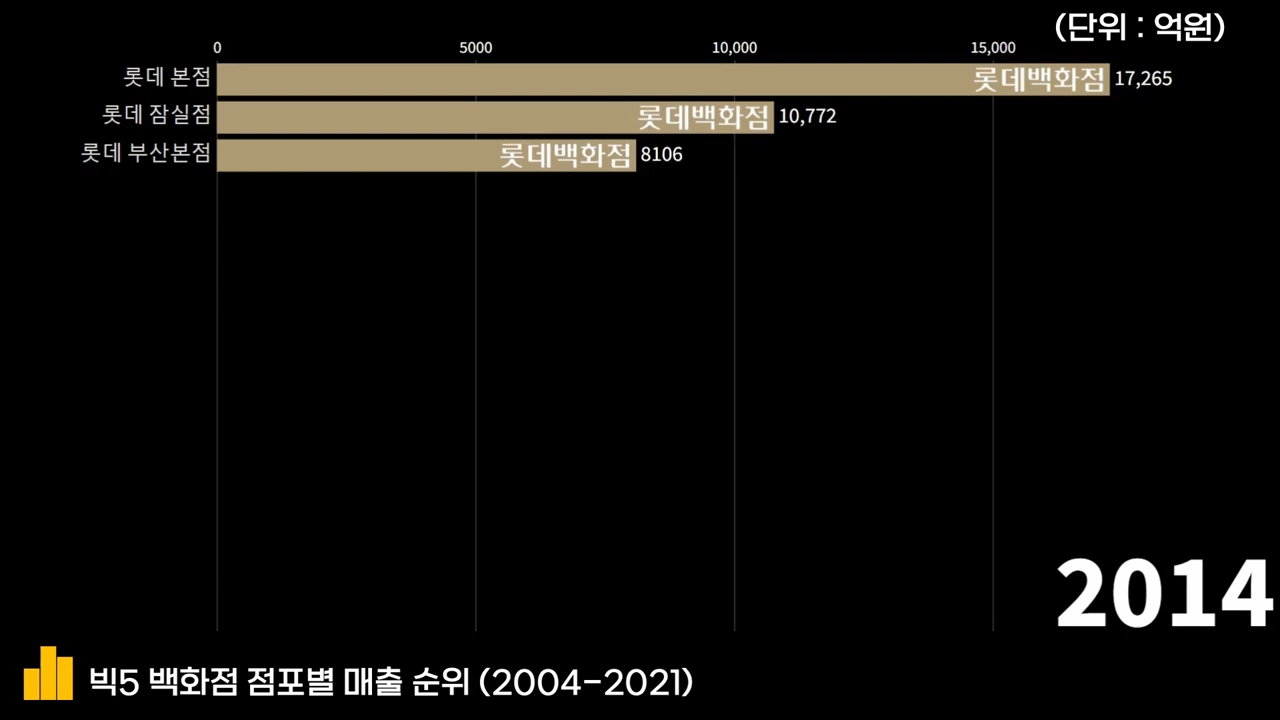 (단위 : 억원)
0 5000 10,000 15,000
롯데 본점 롯데백화점 17,265
롯데 잠실점 롯데백화점 10,772
롯데 부산본점 롯데백화점 8106
2014
빅5 백화점 점포별 매출 순위 (2004-2021)